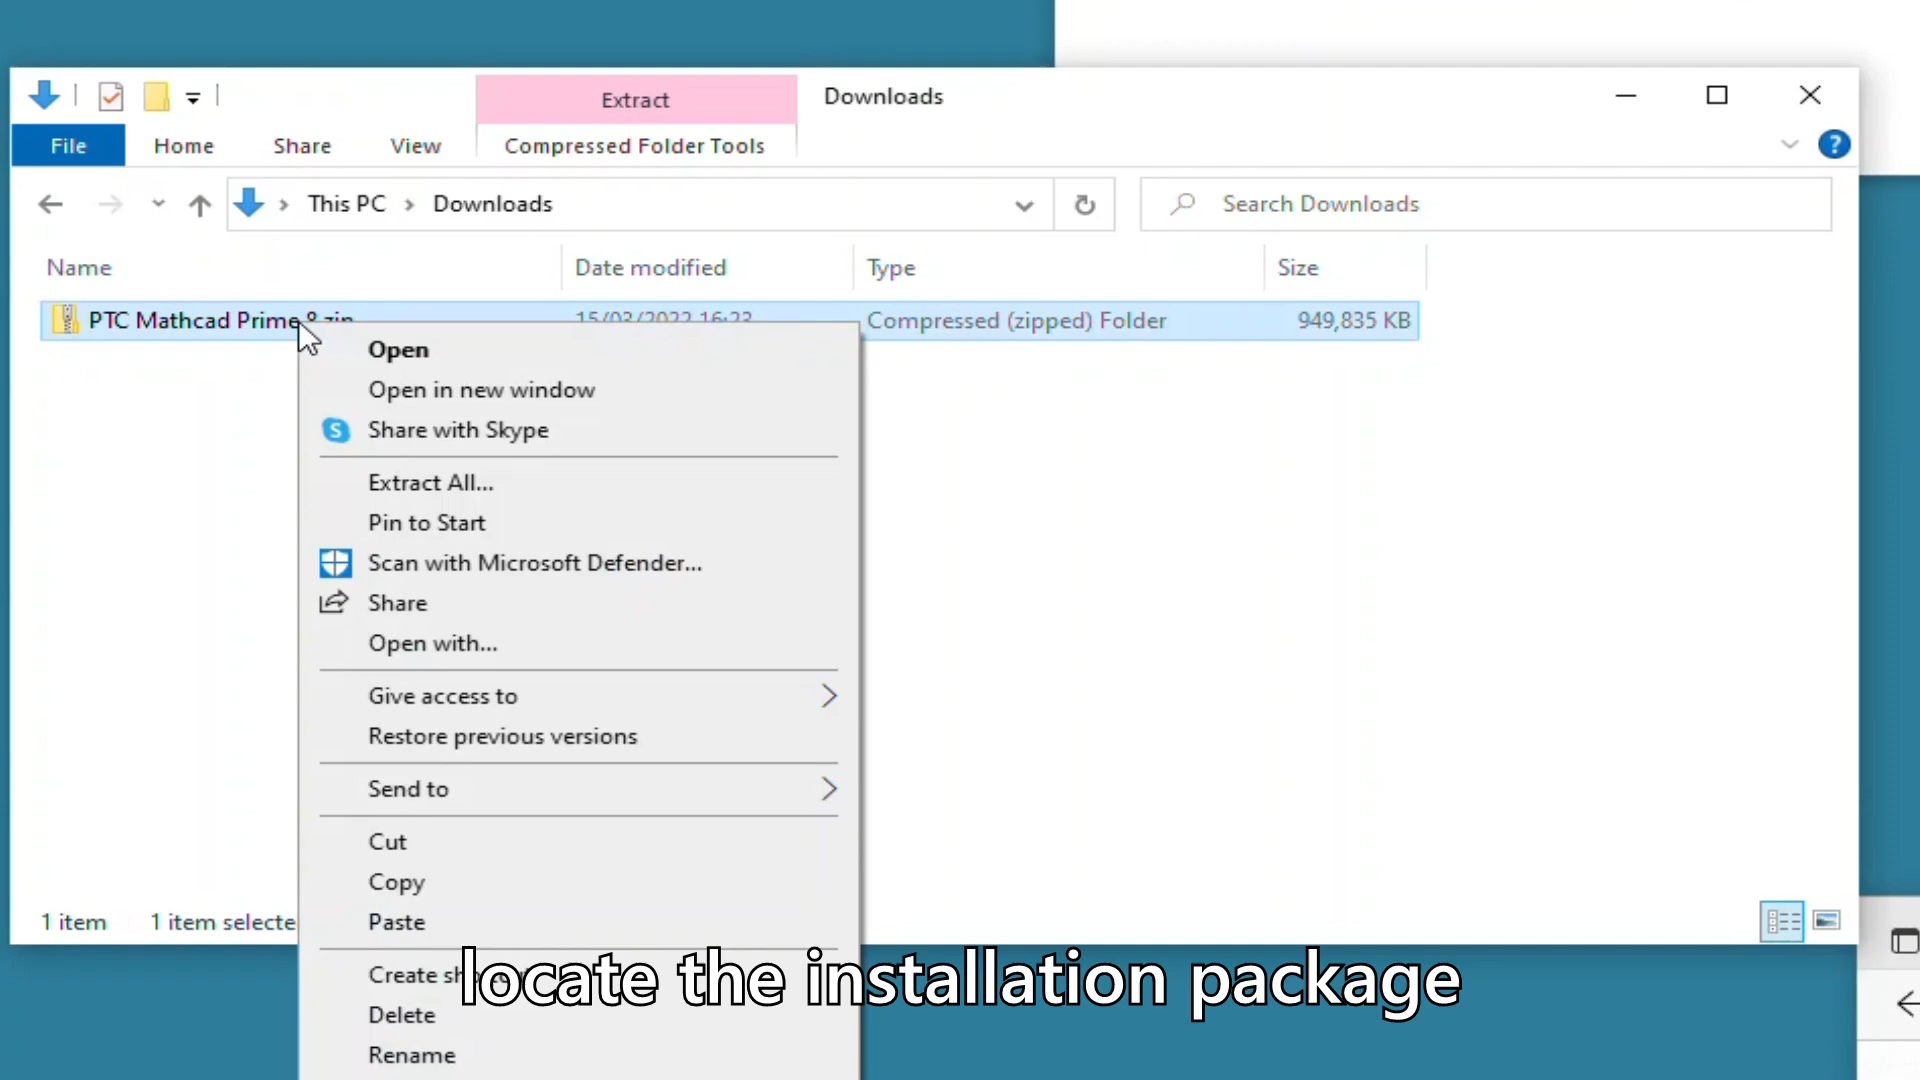 Extract
Downloads
File
Home
Share
View
Compressed Folder Tools
This PC
Downloads
Search Downloads
Name
Date modified
Type
Size
PTC Mathcad Prime 8.zip
15/03/2022 16:23
Compressed (zipped) Folder
949,835 KB
Open
Open in new window
Share with Skype
Extract All...
Pin to Start
Scan with Microsoft Defender...
Share
Open with...
Give access to
Restore previous versions
Send to
Cut
Copy
Paste
1 item
1 item selecte
Create
locate the installation package
Delete
Rename